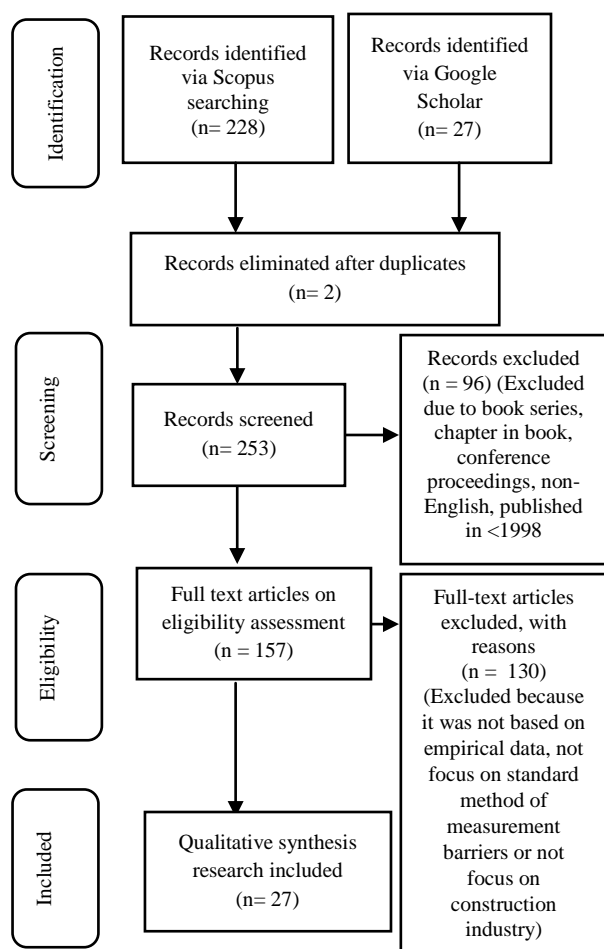 Identification
Records identified
via Scopus
searching
(n= 228)
Records identified
via Google
Scholar
(n= 27)
Records eliminated after duplicates
(n= 2)
Screening
Records screened
(n= 253)
Records excluded
(n = 96) (Excluded
due to book series,
chapter in book,
conference
proceedings, non-
English, published
in <1998
Eligibility
Full text articles on
eligibility assessment
(n = 157)
Full-text articles
excluded, with
reasons
(n = 130)
(Excluded because
it was not based on
empirical data, not
focus on standard
method of
measurement
barriers or not
focus on
construction
industry)
Included
Qualitative synthesis
research included
(n = 27)